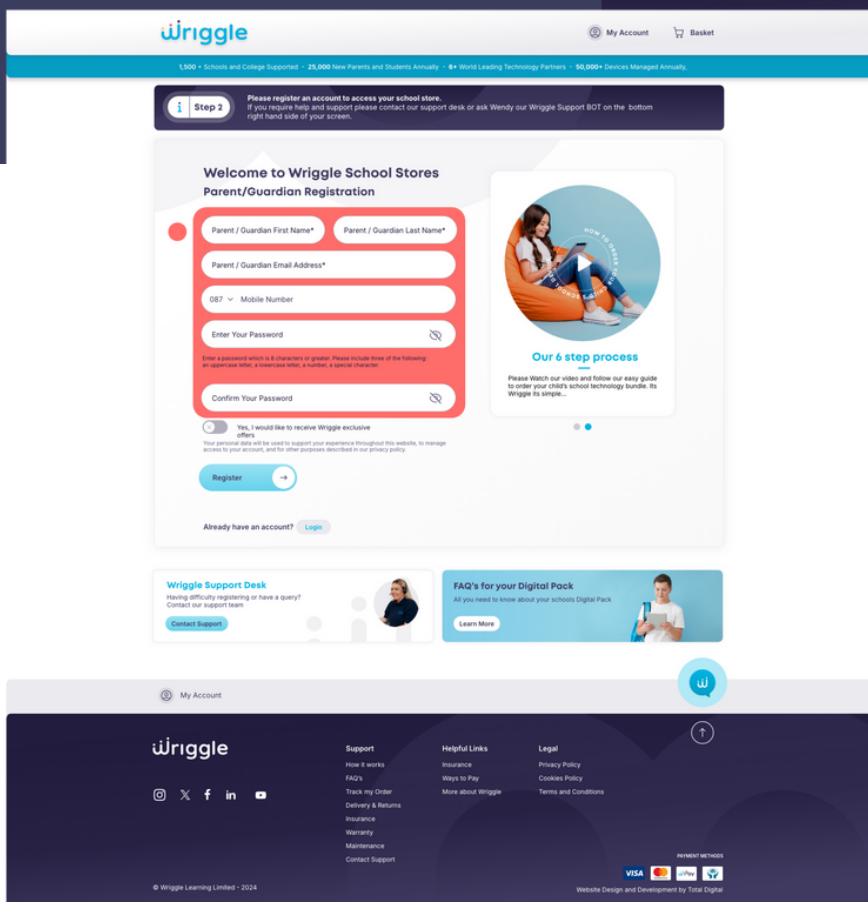 wriggle
My Account
Basket
1,500 + Schools and College Supported - 25,000 New Parents and Students Annually - 6+ World Leading Technology Partners - 50,000+ Devices Managed Annually,
i Step 2
Please register an account to access your school store.
If you require help and support please contact our support desk or ask Wendy our Wriggle Support BOT on the bottom
right hand side of your screen.
Welcome to Wriggle School Stores
Parent/Guardian Registration
Parent / Guardian First Name*
Parent / Guardian Last Name*
Parent / Guardian Email Address*
087 Mobile Number
Enter Your Password
Enter a password which is 8 characters or greater. Please include three of the following:
an uppercase letter, a lowercase letter, a number, a special character
Confirm Your Password
Yes, I would like to receive Wriggle exclusive
offers
Your personal data will be used to support your experience throughout this website, to manage
access to your account, and for other purposes described in our privacy policy.
Register
Already have an account? Login
HOW TO ORDER YOUR CHILD'S SCHOOL
Our 6 step process
Please Watch our video and follow our easy guide
to order your child's school technology bundle. Its
Wriggle its simple...
Wriggle Support Desk
Having difficulty registering or have a query?
Contact our support team
Contact Support
FAQ's for your Digital Pack
All you need to know about your schools Digital Pack
Learn More
My Account
wriggle
Support
How it works
FAQ's
Track my Order
Delivery & Returns
Insurance
Warranty
Maintenance
Contact Support
Helpful Links
Insurance
Ways to Pay
More about Wriggle
Legal
Privacy Policy
Cookies Policy
Terms and Conditions
PAYMENT METHODS
VISA
© Wriggle Learning Limited - 2024
Website Design and Development by Total Digital